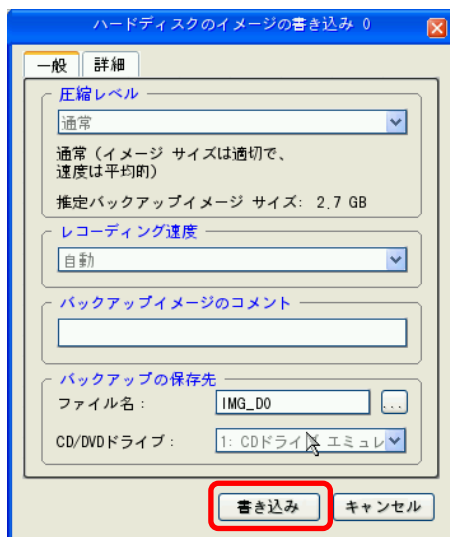 ハードディスクのイメージの書き込み 0
一般 詳細
圧縮レベル
通常
通常 (イメージ サイズは適切で、
速度は平均的)
推定バックアップイメージ サイズ: 2.7 GB
レコーディング速度
自動
バックアップイメージのコメント
バックアップの保存先
ファイル名: IMG_D0 ...
CD/DVDドライブ: 1: CDドライブ エミュレ
書き込み キャンセル